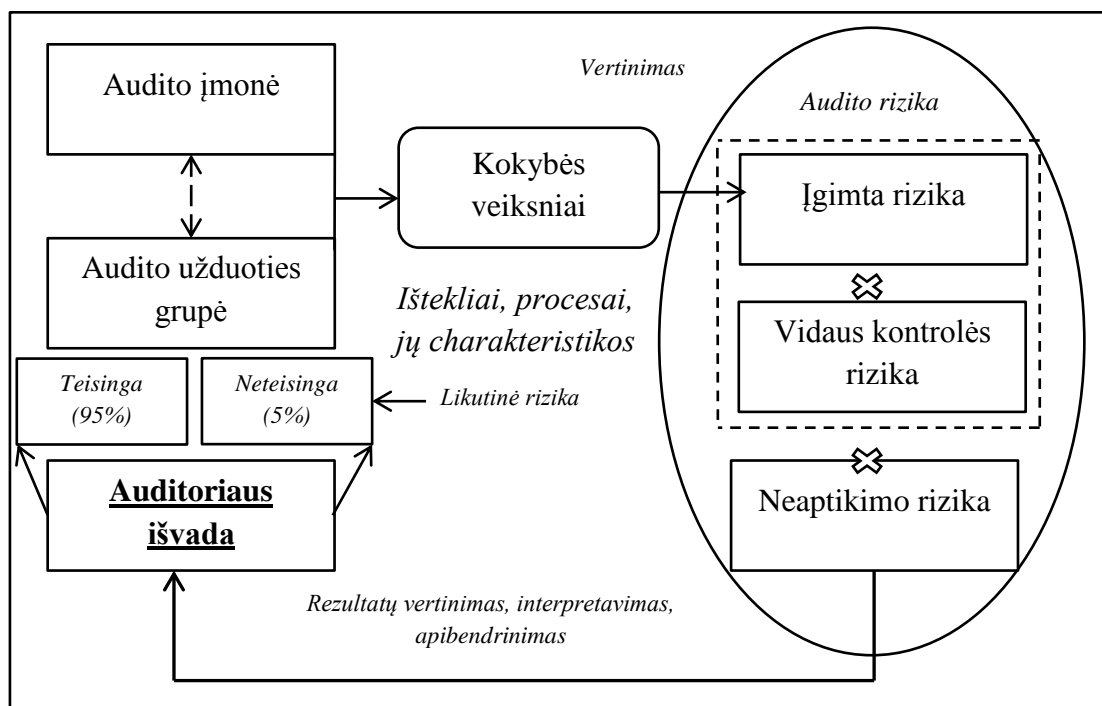 Audito įmonė
Audito užduoties
grupė
Kokybės
veiksniai
Ištekliai, procesai,
jų charakteristikos
Vertinimas
Audito rizika
Įgimta rizika
Vidaus kontrolės
rizika
Neaptikimo rizika
Teisinga
(95%)
Neteisinga
(5%)
Likutinė rizika
Auditoriaus
išvada
Rezultatų vertinimas, interpretavimas,
apibendrinimas